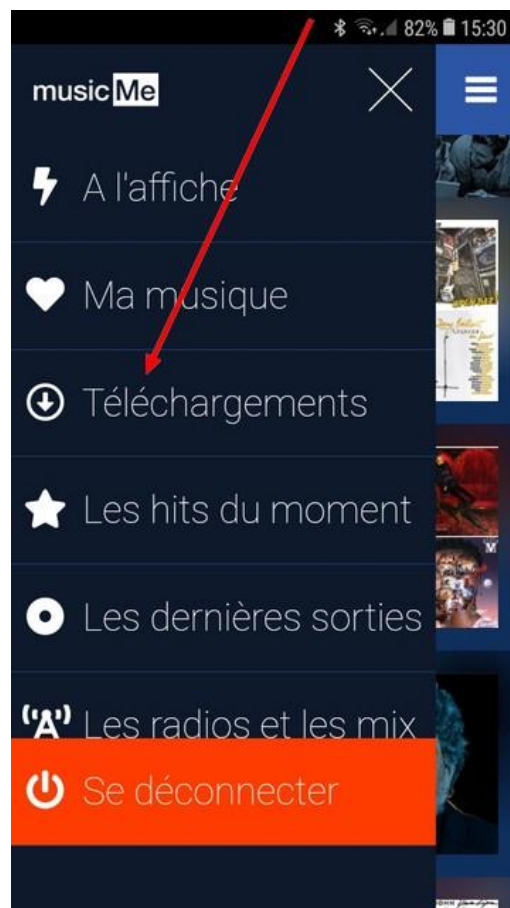 82% 15:30
musicMe
A l'affiche
Ma musique
Téléchargements
Les hits du moment
Les dernières sorties
Les radios et les mix
Se déconnecter